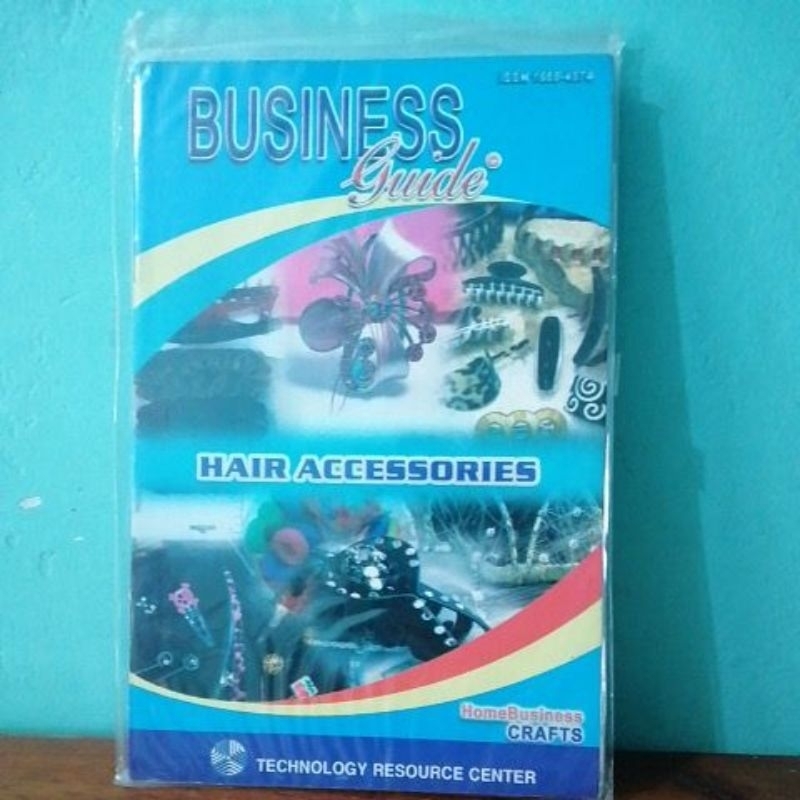 BUSINESS
Guide
HAIR ACCESSORIES
HomeBusiness
CRAFTS
TECHNOLOGY RESOURCE CENTER